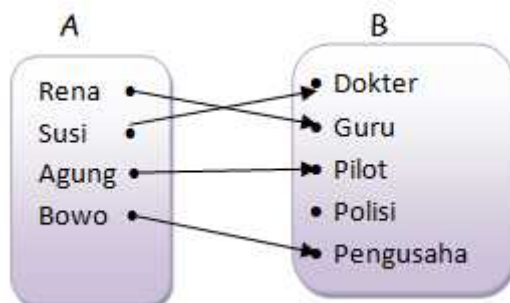 A
B
Rena
Susi
Agung
Bowo
Dokter
Guru
Pilot
Polisi
Pengusaha